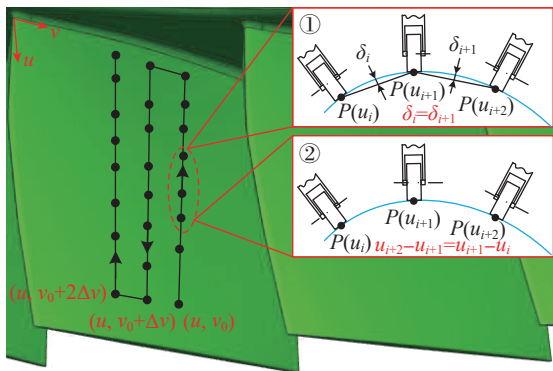 v
u
①
δᵢ
δᵢ₊₁
P(uᵢ)
P(uᵢ₊₁)
P(uᵢ₊₂)
δᵢ=δᵢ₊₁
②
P(uᵢ)
P(uᵢ₊₁)
P(uᵢ₊₂)
uᵢ₊₂−uᵢ₊₁=uᵢ₊₁−uᵢ
(u, v₀+2Δv)
(u, v₀+Δv) (u, v₀)